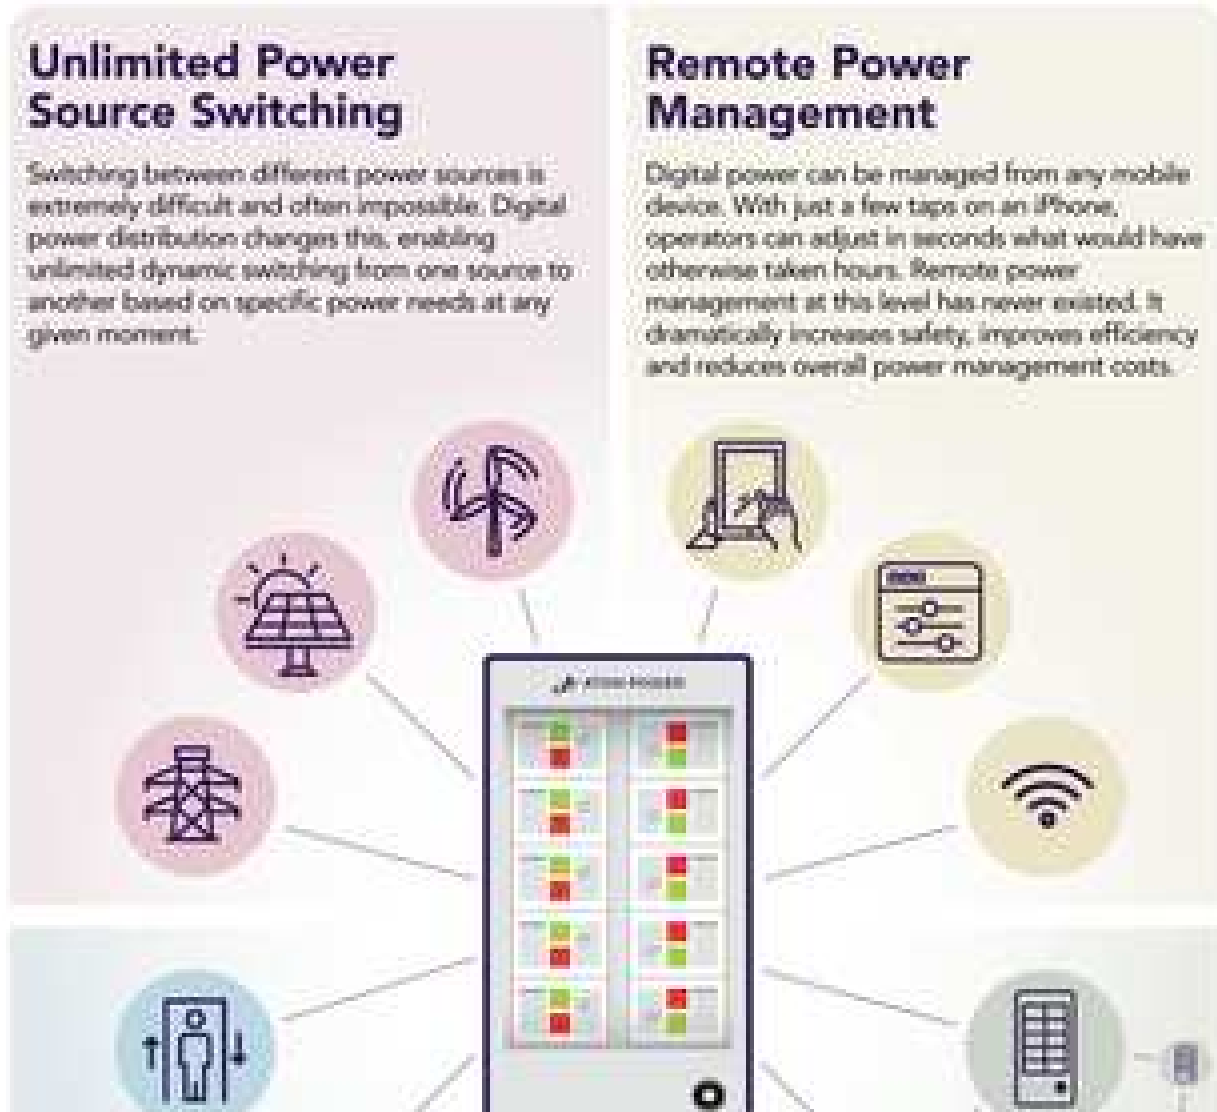 Unlimited Power
Source Switching
Switching between different power sources is
extremely difficult and often impossible. Digital
power distribution changes this, enabling
unlimited dynamic switching from one source to
another based on specific power needs at any
given moment.
Remote Power
Management
Digital power can be managed from any mobile
device. With just a few taps on an iPhone,
operators can adjust in seconds what would have
otherwise taken hours. Remote power
management at this level has never existed. It
dramatically increases safety, improves efficiency
and reduces overall power management costs.
ATOM POWER